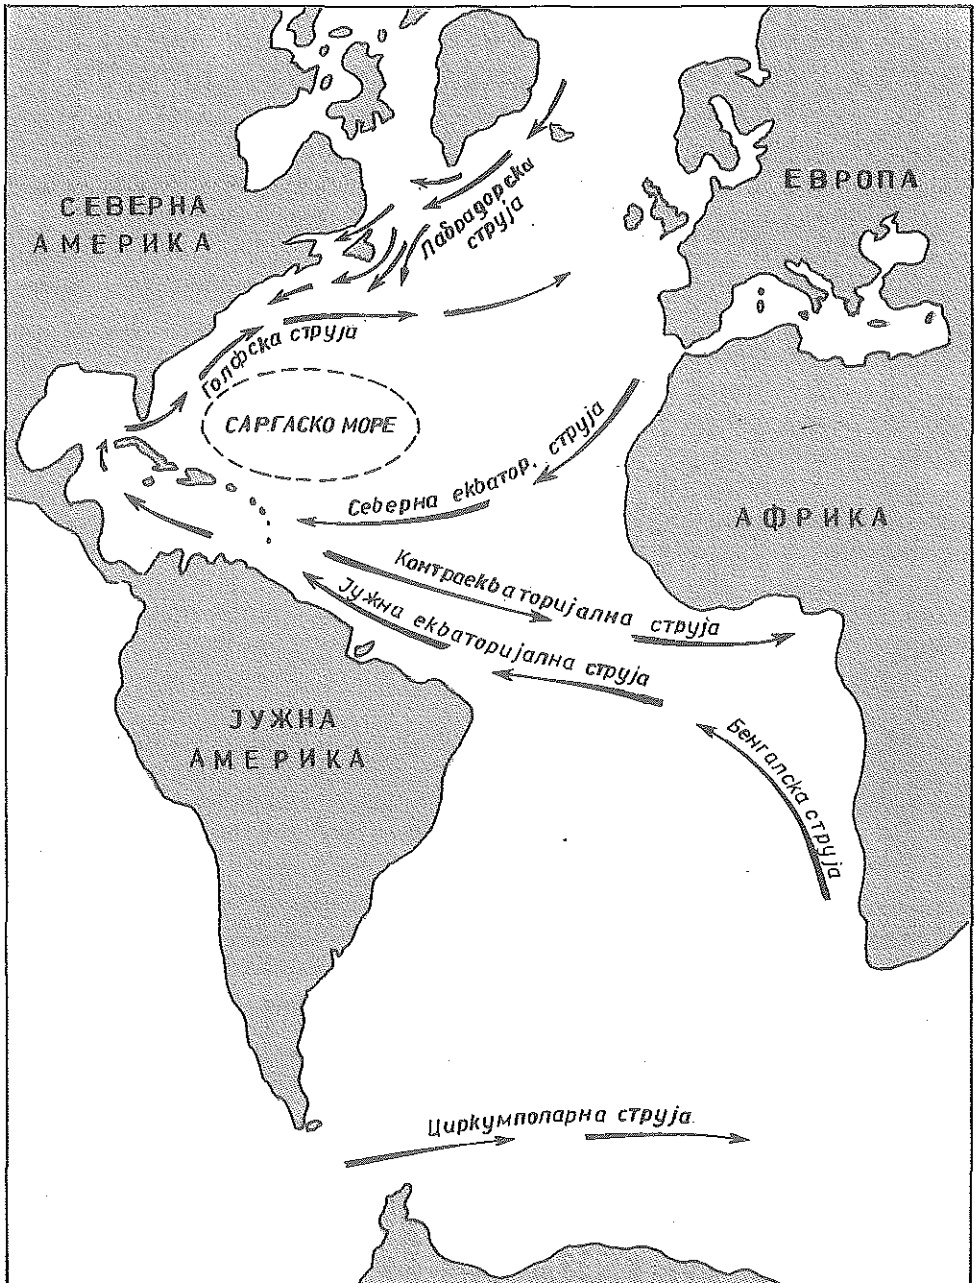 СЕВЕРНА
АМЕРИКА
ЕВРОПА
Лабрадорска
струја
Голфска струја
САРГАСКО МОРЕ
Северна екватор. струја
АФРИКА
Контраекваторијална струја
Јужна екваторијална струја
ЈУЖНА
АМЕРИКА
Бенгалска струја
Циркумполарна струја